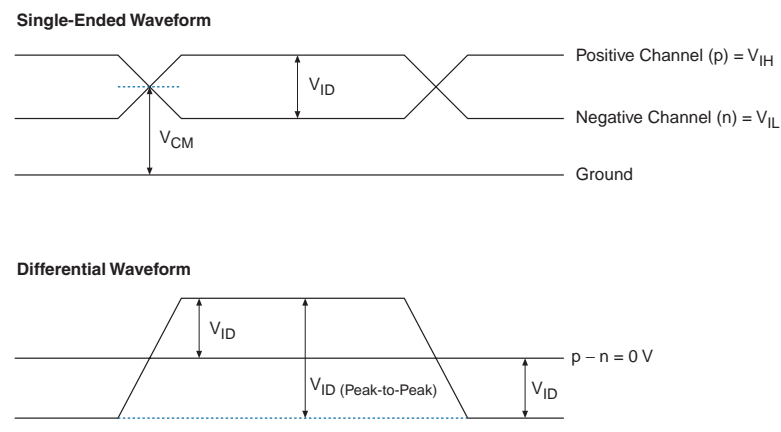 Single-Ended Waveform
Positive Channel (p) = VIH
VID
Negative Channel (n) = VIL
VCM
Ground
Differential Waveform
VID
p − n = 0 V
VID (Peak-to-Peak)
VID